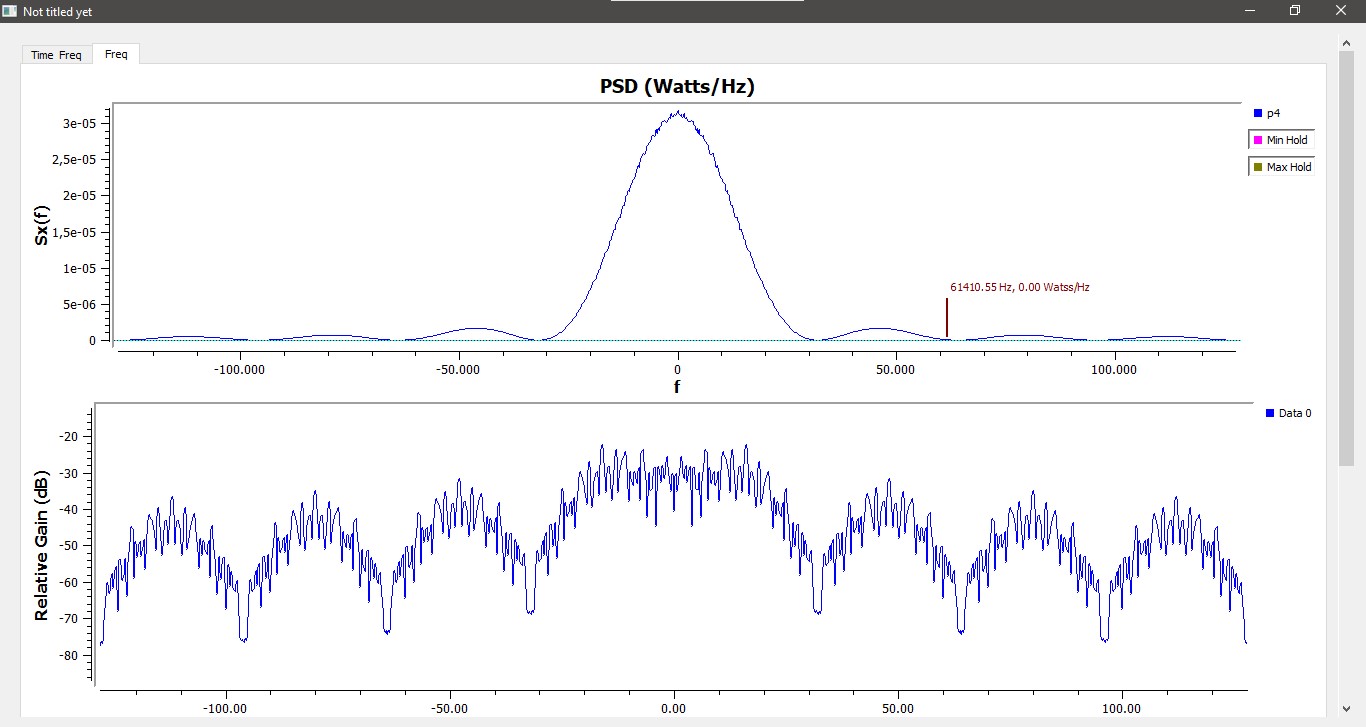 Not titled yet
Time Freq
Freq
PSD (Watts/Hz)
3e-05
2,5e-05
2e-05
1,5e-05
1e-05
5e-06
0
Sx(f)
61410.55 Hz, 0.00 Watss/Hz
p4
Min Hold
Max Hold
-100.000
-50.000
0
50.000
100.000
f
-20
-30
-40
-50
-60
-70
-80
Relative Gain (dB)
Data 0
-100.00
-50.00
0.00
50.00
100.00